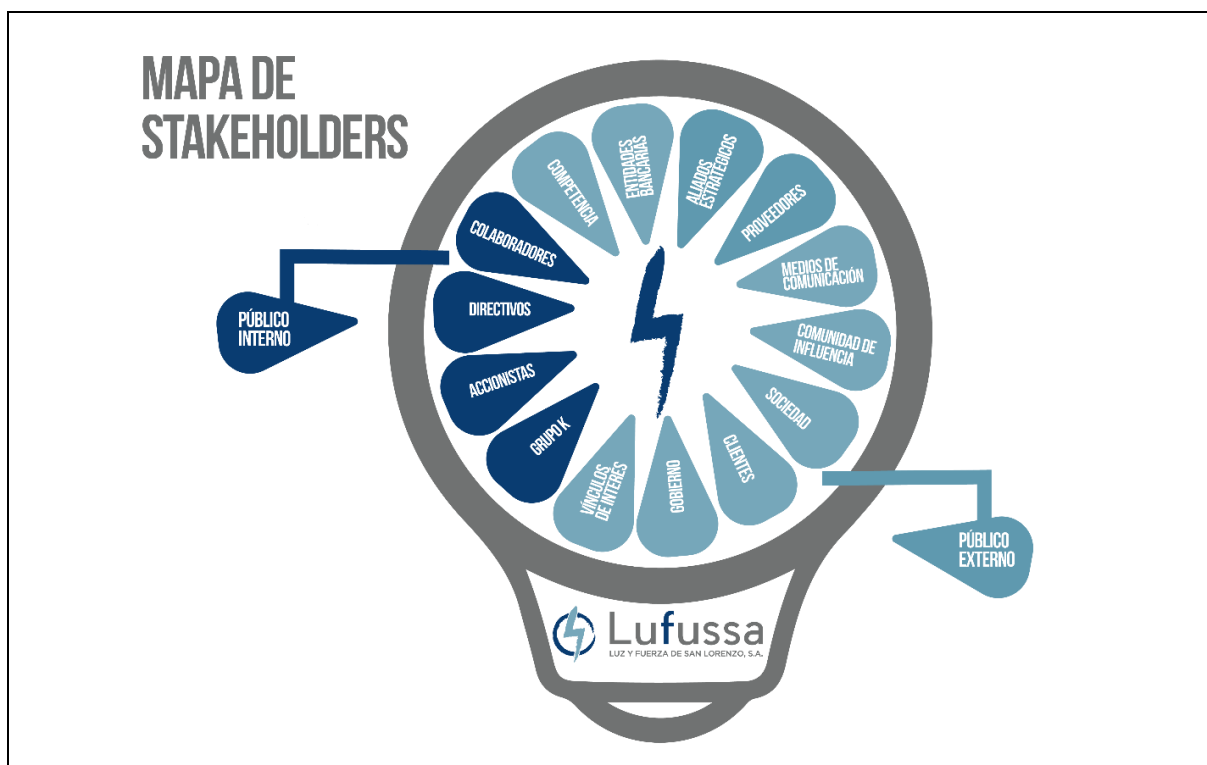 MAPA DE
STAKEHOLDERS
COMPETENCIA
ENTIDADES
BANCARIAS
ALIADOS
ESTRATÉGICOS
PROVEEDORES
MEDIOS DE
COMUNICACIÓN
COMUNIDAD DE
INFLUENCIA
SOCIEDAD
CLIENTES
GOBIERNO
VÍNCULOS
DE INTERÉS
GRUPO K
ACCIONISTAS
DIRECTIVOS
COLABORADORES
PÚBLICO
INTERNO
PÚBLICO
EXTERNO
Lufussa
LUZ Y FUERZA DE SAN LORENZO, S.A.